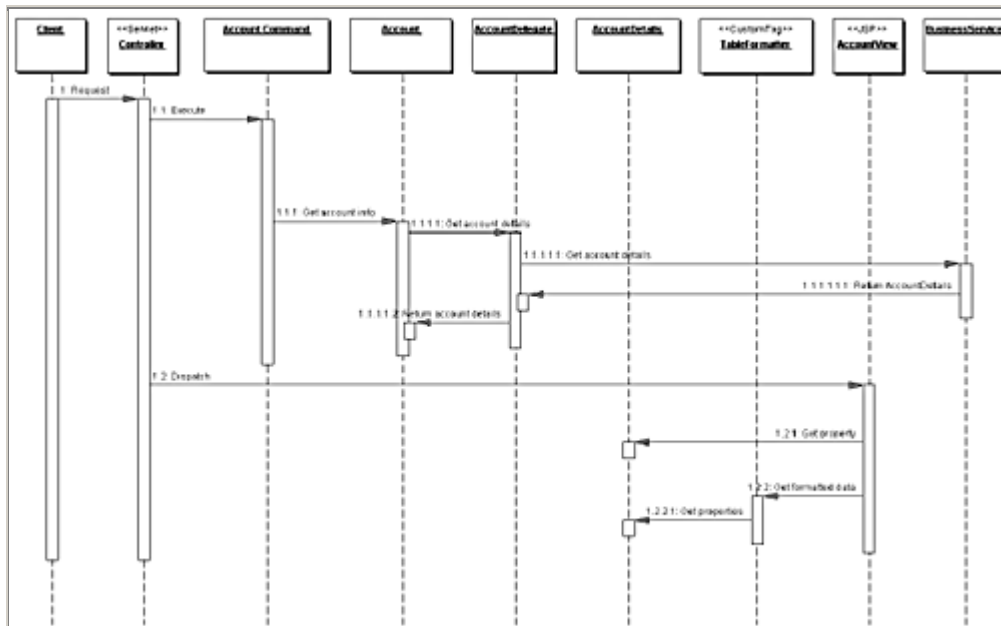 Client
<<Servlet>>
Controller
Account Command
Account
AccountDelegate
AccountDetails
<<CustomTag>>
TableFormatter
<<JSP>>
AccountView
BusinessService
1: Request
1.1: Execute
1.1.1: Get account info
1.1.1.1: Get account details
1.1.1.1.1: Get account details
1.1.1.1.1.1: Return AccountDetails
1.1.1.1.2: Return account details
1.2: Dispatch
1.2.1: Get property
1.2.2: Get formatted data
1.2.2.1: Get properties